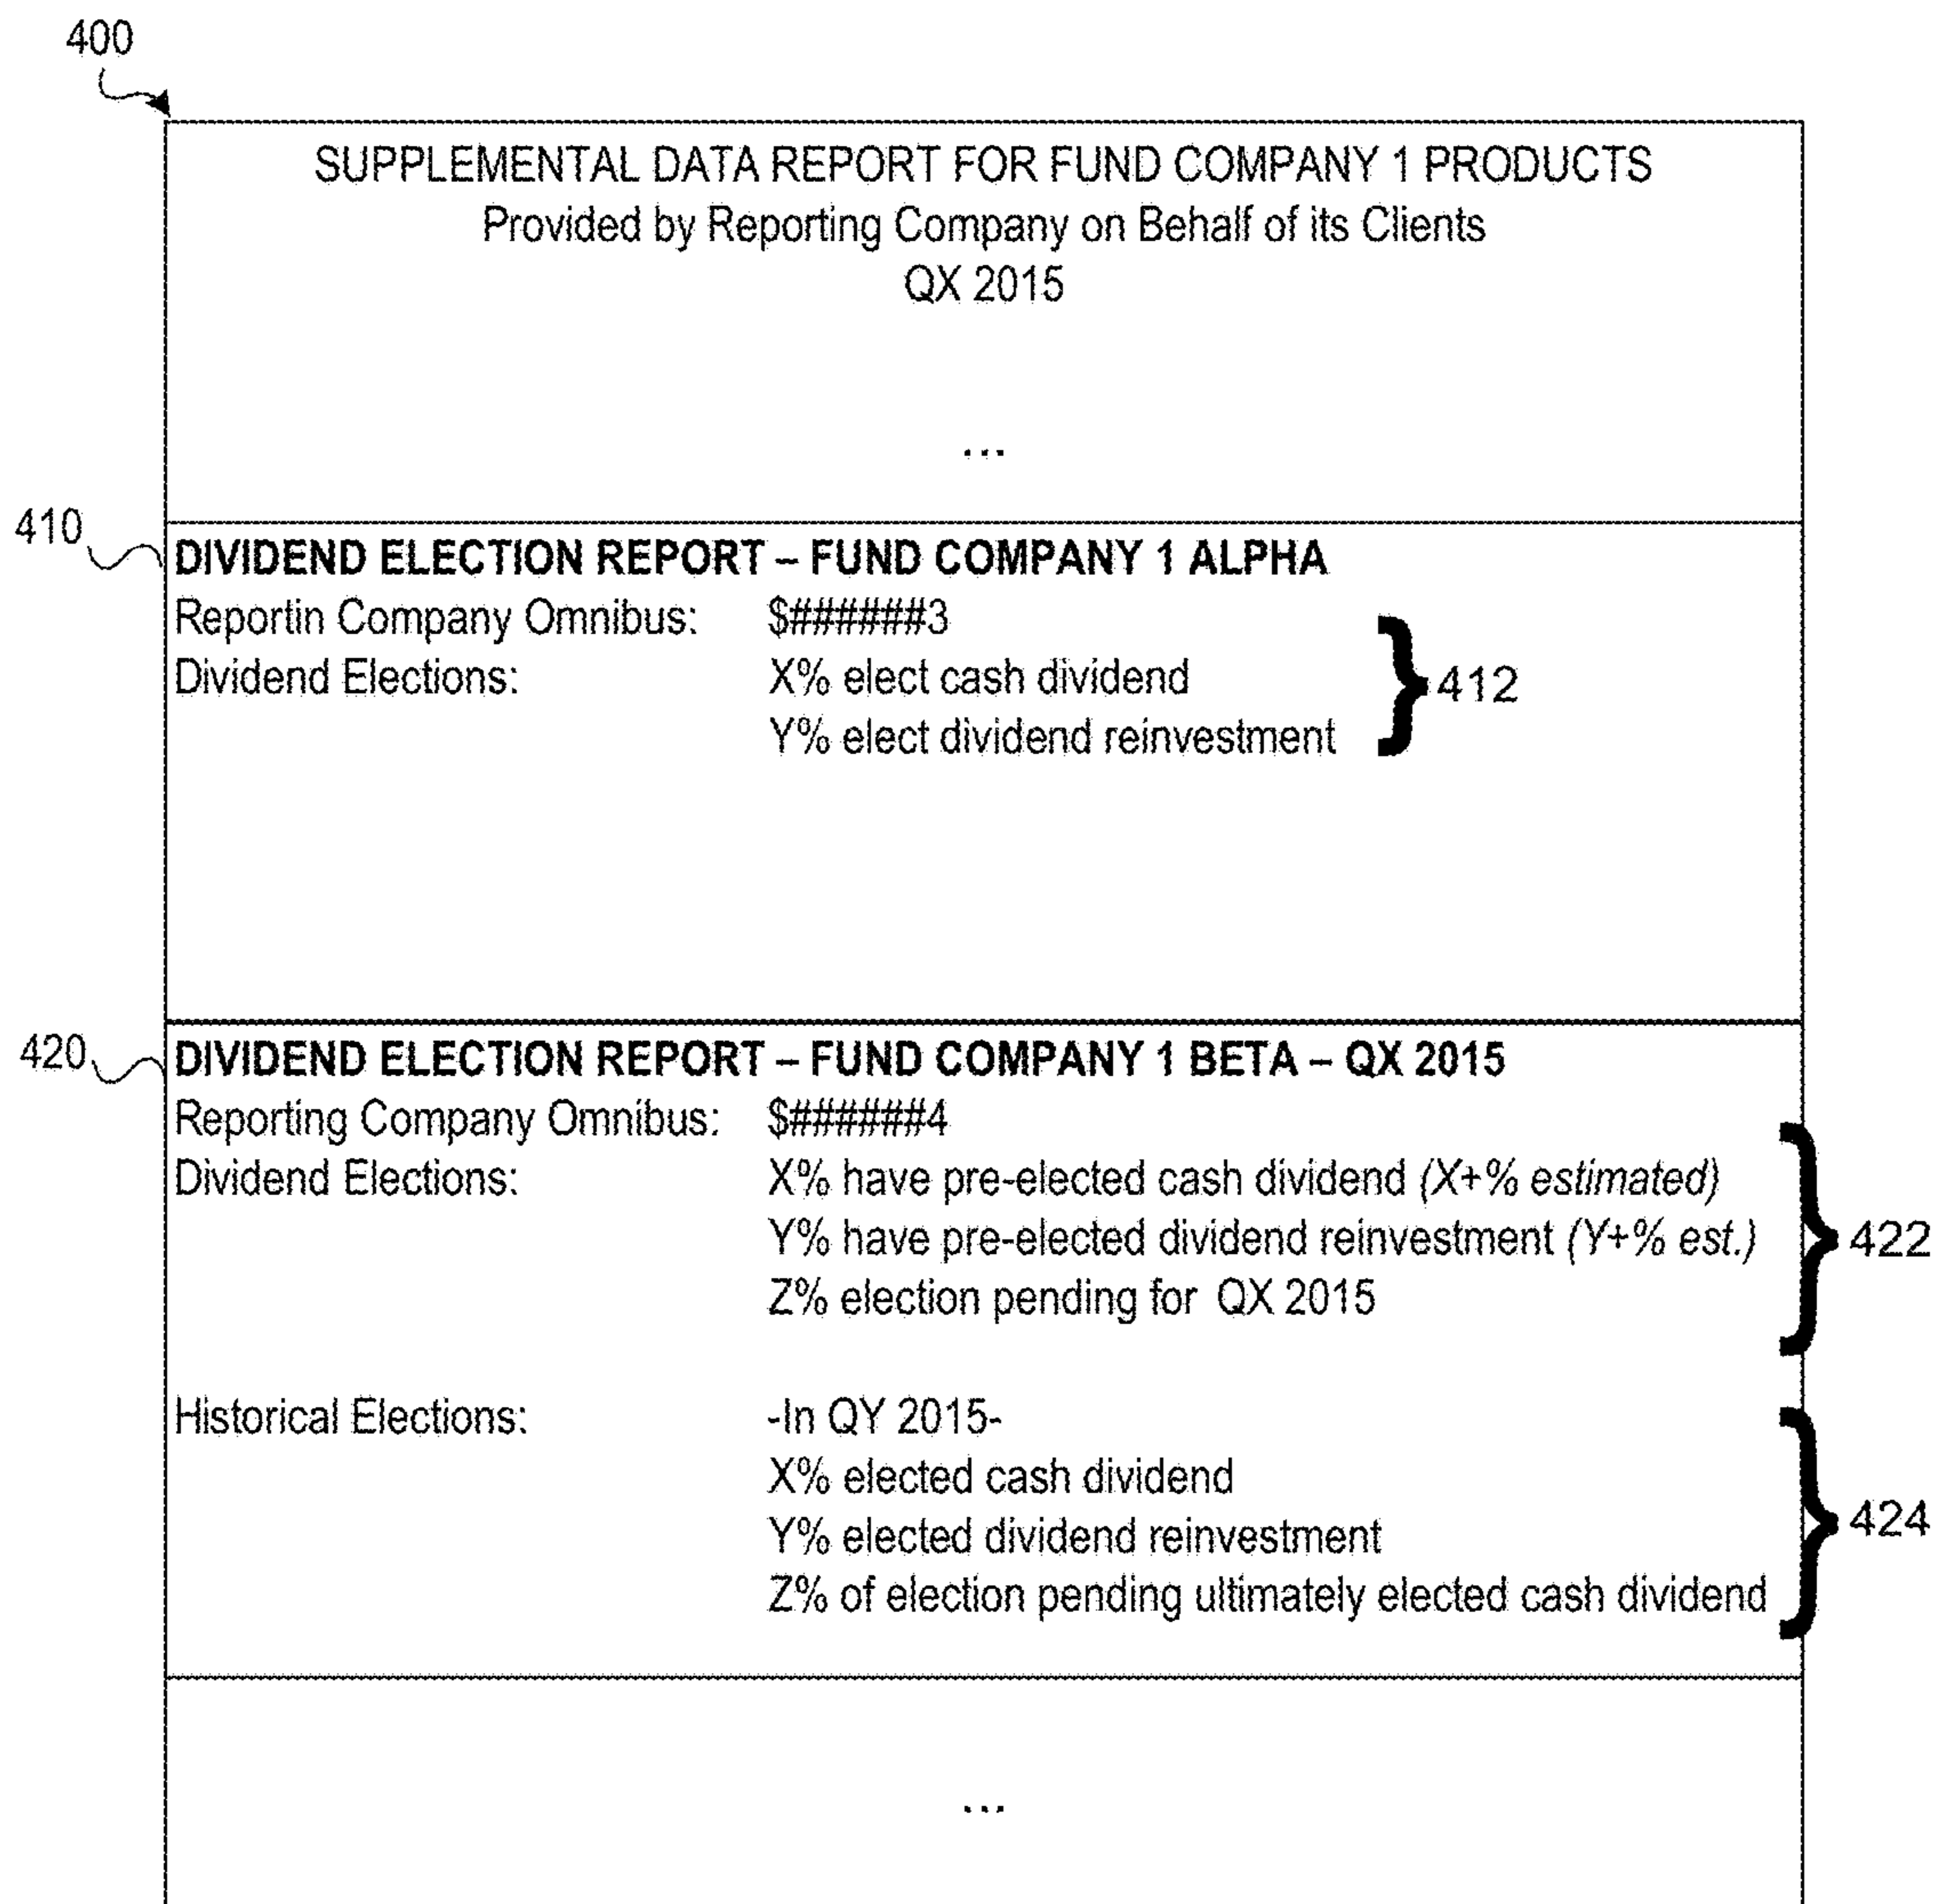 400
SUPPLEMENTAL DATA REPORT FOR FUND COMPANY 1 PRODUCTS
Provided by Reporting Company on Behalf of its Clients
QX 2015
...
410
DIVIDEND ELECTION REPORT – FUND COMPANY 1 ALPHA
Reportin Company Omnibus: $######3
Dividend Elections: X% elect cash dividend
412
Y% elect dividend reinvestment
420
DIVIDEND ELECTION REPORT – FUND COMPANY 1 BETA – QX 2015
Reporting Company Omnibus: $######4
Dividend Elections: X% have pre-elected cash dividend (X+% estimated)
Y% have pre-elected dividend reinvestment (Y+% est.)
422
Z% election pending for QX 2015
Historical Elections: -In QY 2015-
X% elected cash dividend
424
Y% elected dividend reinvestment
Z% of election pending ultimately elected cash dividend
...